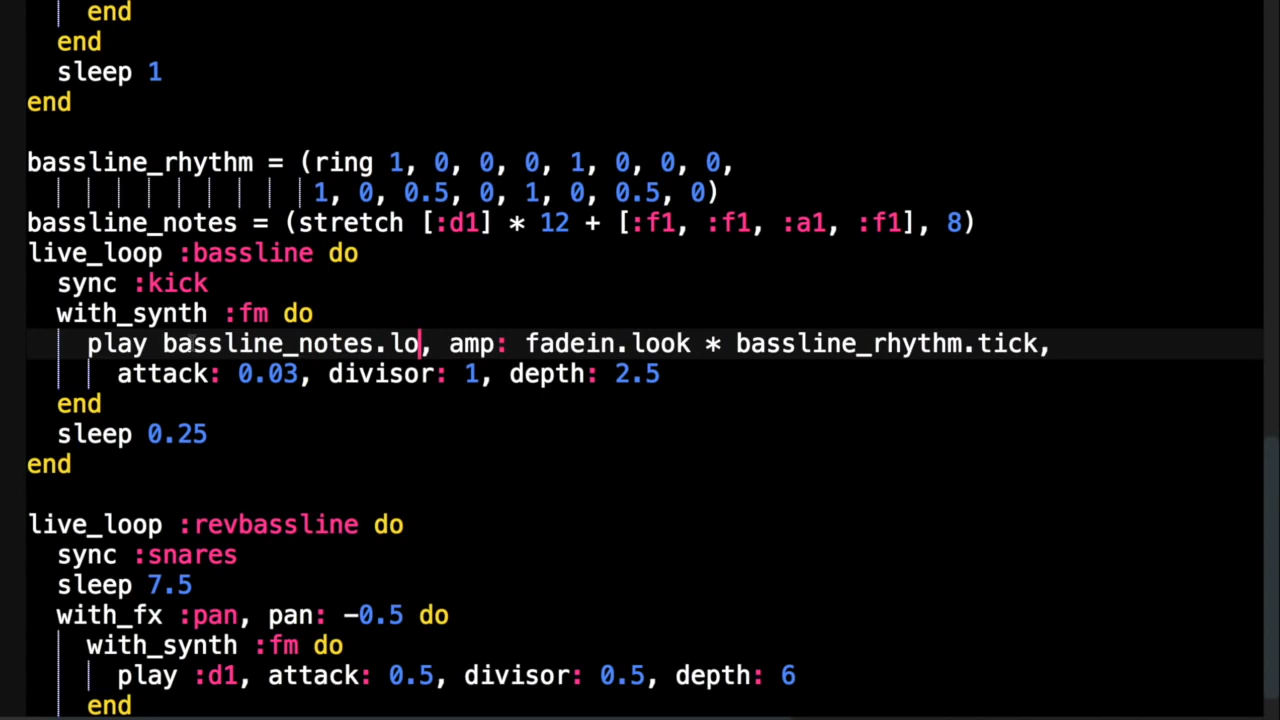 end
end
sleep 1
end
bassline_rhythm = (ring 1, 0, 0, 0, 1, 0, 0, 0,
1, 0, 0.5, 0, 1, 0, 0.5, 0)
bassline_notes = (stretch [:d1] * 12 + [:f1, :f1, :a1, :f1], 8)
live_loop :bassline do
sync :kick
with_synth :fm do
play bassline_notes.lo, amp: fadein.look * bassline_rhythm.tick,
attack: 0.03, divisor: 1, depth: 2.5
end
sleep 0.25
end
live_loop :revbassline do
sync :snares
sleep 7.5
with_fx :pan, pan: -0.5 do
with_synth :fm do
play :d1, attack: 0.5, divisor: 0.5, depth: 6
end